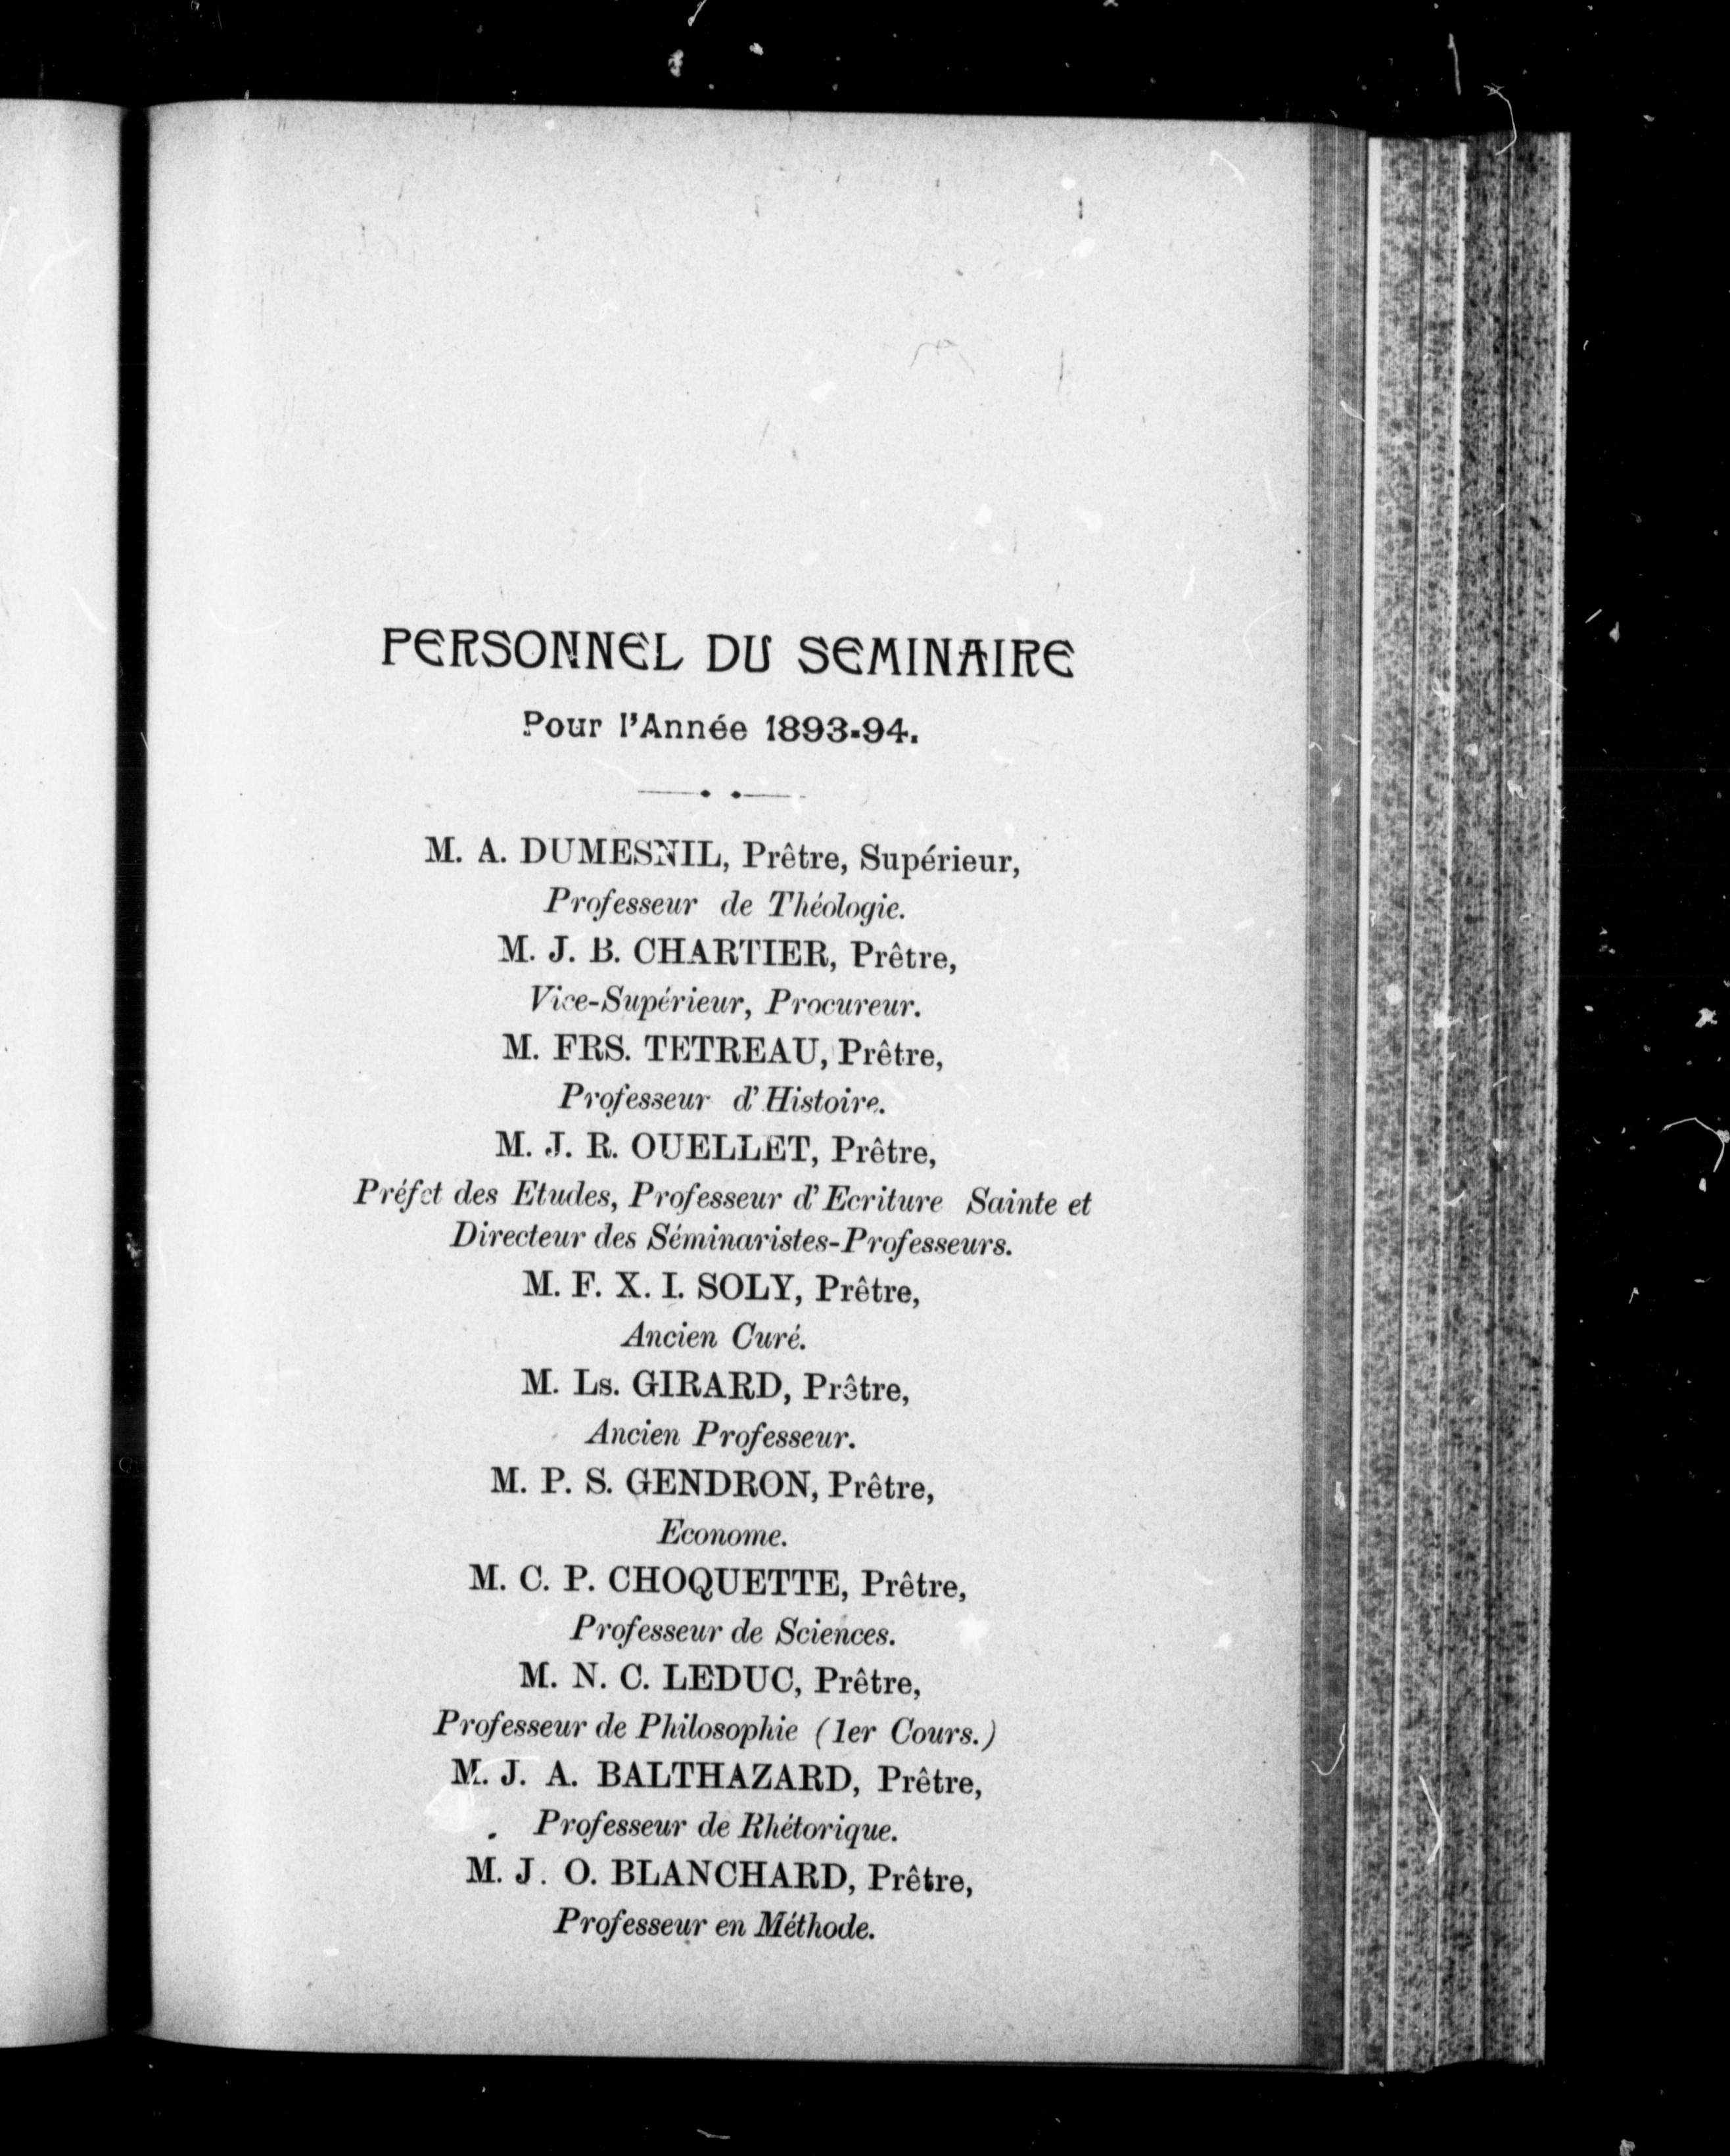 PERSONNEL DU SEMINAIRE
Pour l'Année 1893-94.
M. A. DUMESNIL, Prêtre, Supérieur,
Professeur de Théologie.
M. J. B. CHARTIER, Prêtre,
Vice-Supérieur, Procureur.
M. FRS. TETREAU, Prêtre,
Professeur d'Histoire.
M. J. R. OUELLET, Prêtre,
Préfet des Etudes, Professeur d'Ecriture Sainte et
Directeur des Séminaristes-Professeurs.
M. F. X. I. SOLY, Prêtre,
Ancien Curé.
M. Ls. GIRARD, Prêtre,
Ancien Professeur.
M. P. S. GENDRON, Prêtre,
Econome.
M. C. P. CHOQUETTE, Prêtre,
Professeur de Sciences.
M. N. C. LEDUC, Prêtre,
Professeur de Philosophie (1er Cours.)
M. J. A. BALTHAZARD, Prêtre,
Professeur de Rhétorique.
M. J. O. BLANCHARD, Prêtre,
Professeur en Méthode.